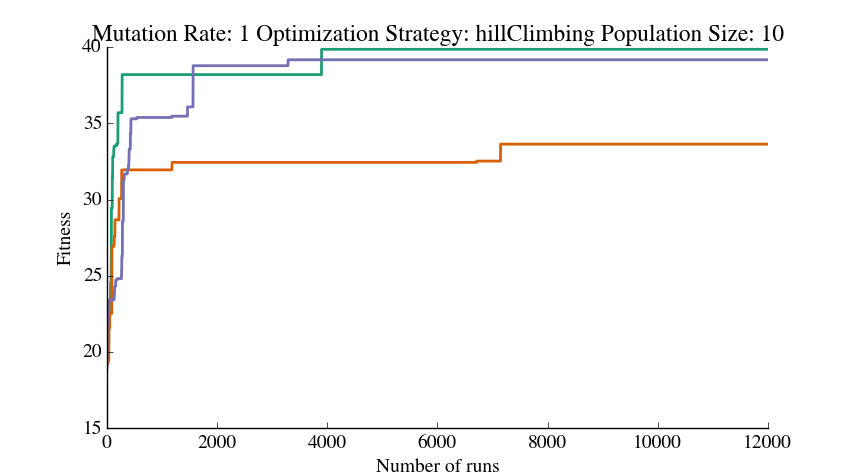 Mutation Rate: 1 Optimization Strategy: hillClimbing Population Size: 10
40
35
30
25
20
15
Fitness
0 2000 4000 6000 8000 10000 12000
Number of runs